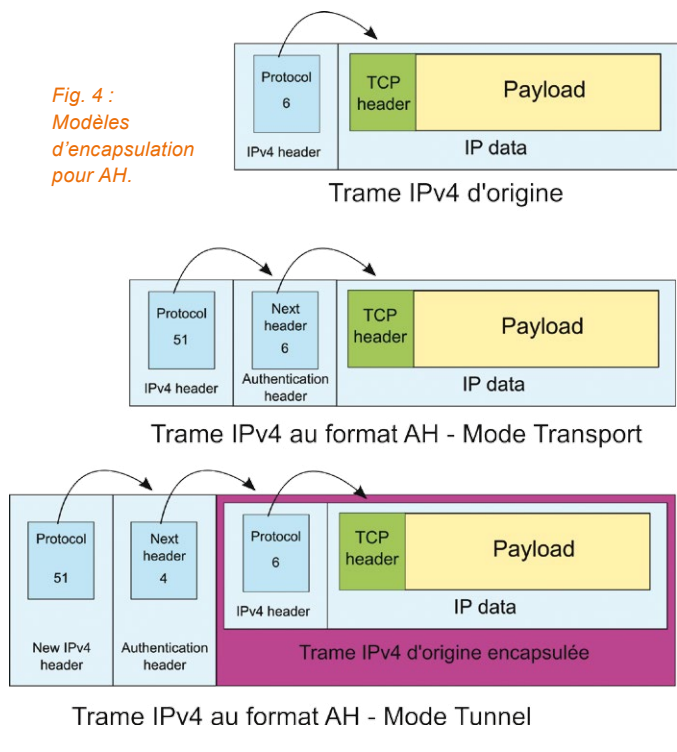 Fig. 4 :
Modèles
d'encapsulation
pour AH.
Protocol
6
IPv4 header
TCP
header
Payload
IP data
Trame IPv4 d'origine
Protocol
51
IPv4 header
Next
header
6
Authentication
header
TCP
header
Payload
IP data
Trame IPv4 au format AH - Mode Transport
Protocol
51
New IPv4
header
Next
header
4
Authentication
header
Protocol
6
IPv4 header
TCP
header
Payload
IP data
Trame IPv4 d'origine encapsulée
Trame IPv4 au format AH - Mode Tunnel